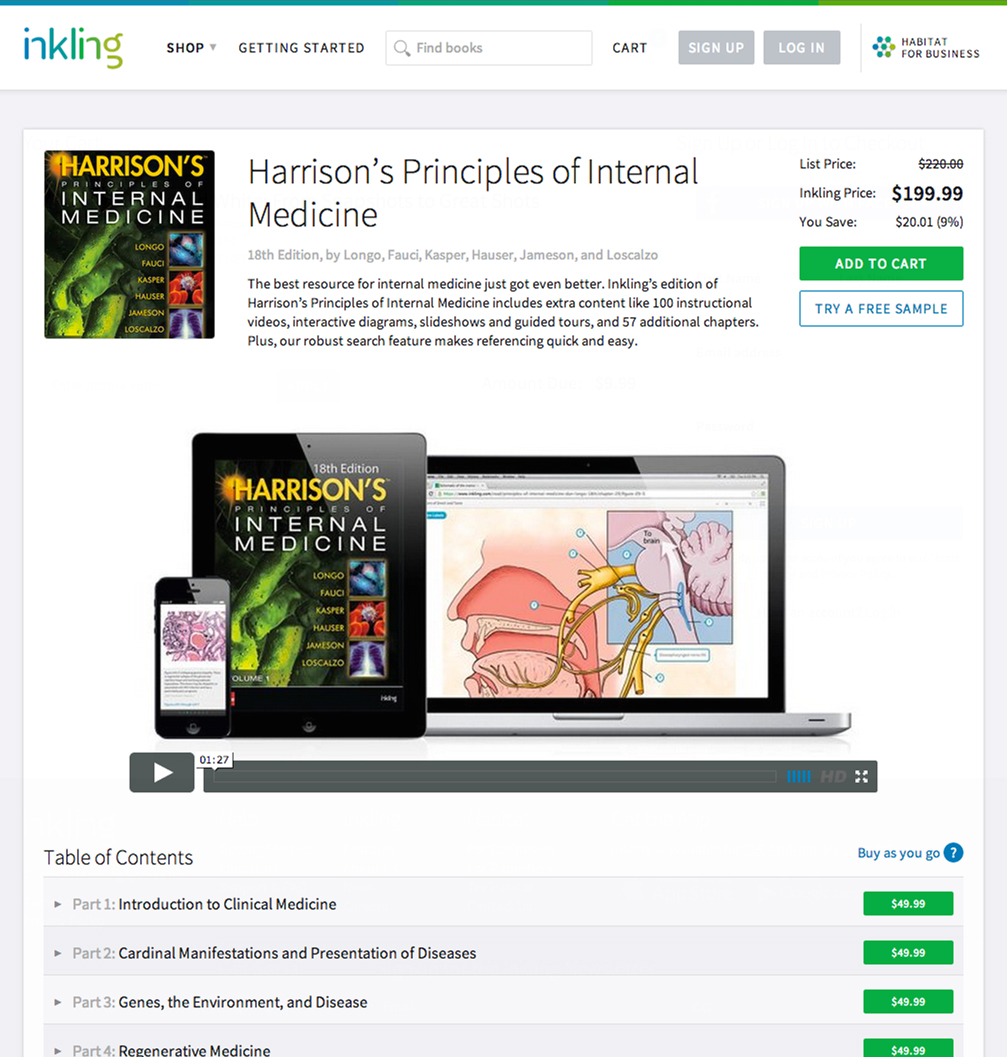 inkling
SHOP ▼
GETTING STARTED
Find books
CART
SIGN UP
LOG IN
HABITAT
FOR BUSINESS
HARRISON'S
PRINCIPLES OF
INTERNAL
MEDICINE
LONGO
FAUCI
KASPER
HAUSER
JAMESON
LOSCALZO
Harrison's Principles of Internal
Medicine
18th Edition, by Longo, Fauci, Kasper, Hauser, Jameson, and Loscalzo
The best resource for internal medicine just got even better. Inkling's edition of
Harrison's Principles of Internal Medicine includes extra content like 100 instructional
videos, interactive diagrams, slideshows and guided tours, and 57 additional chapters.
Plus, our robust search feature makes referencing quick and easy.
List Price: $220.00
Inkling Price: $199.99
You Save: $20.01 (9%)
ADD TO CART
TRY A FREE SAMPLE
18th Edition
HARRISON'S
PRINCIPLES OF
INTERNAL
MEDICINE
LONGO
FAUCI
KASPER
HAUSER
JAMESON
LOSCALZO
VOLUME 1
inkling
To
brain
01:27
HD
Table of Contents
Buy as you go ?
Part 1: Introduction to Clinical Medicine $49.99
Part 2: Cardinal Manifestations and Presentation of Diseases $49.99
Part 3: Genes, the Environment, and Disease $49.99
Part 4: Regenerative Medicine $49.99